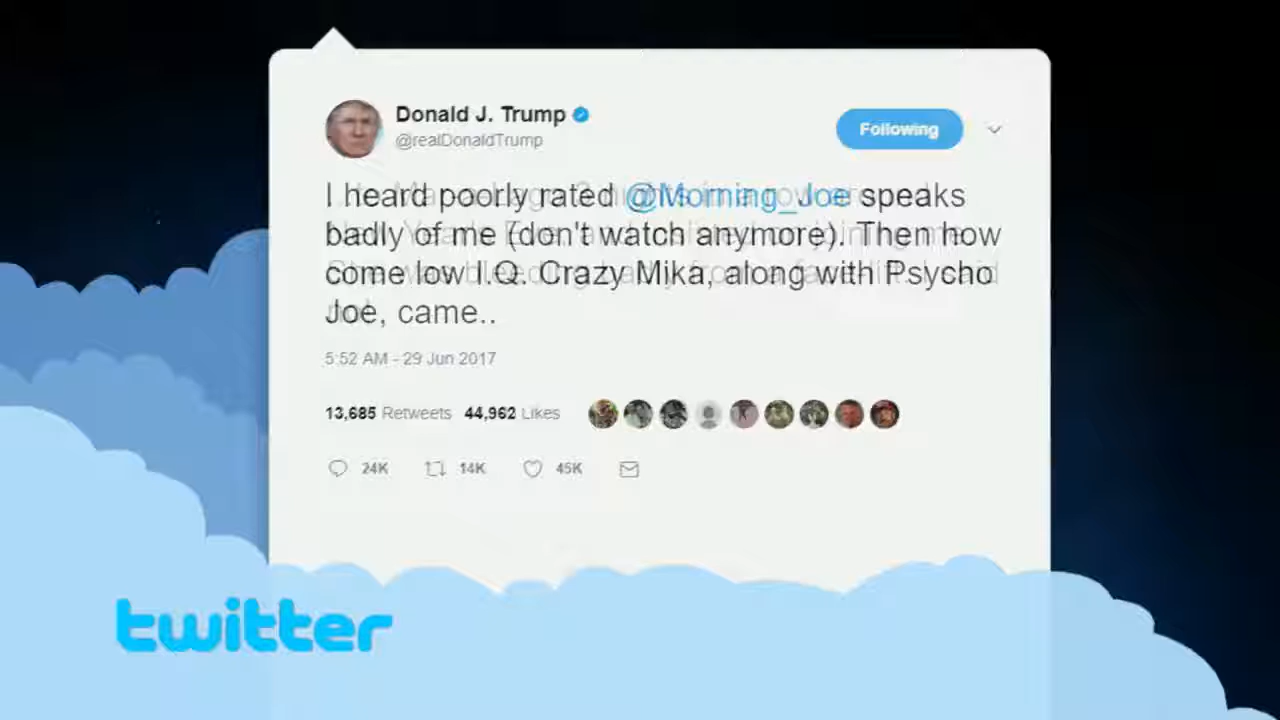 Donald J. Trump
@realDonaldTrump
Following
I heard poorly rated @Morning_Joe speaks
badly of me (don't watch anymore). Then how
come low I.Q. Crazy Mika, along with Psycho
Joe, came..
5:52 AM - 29 Jun 2017
13,685 Retweets 44,962 Likes
24K 14K 45K
twitter